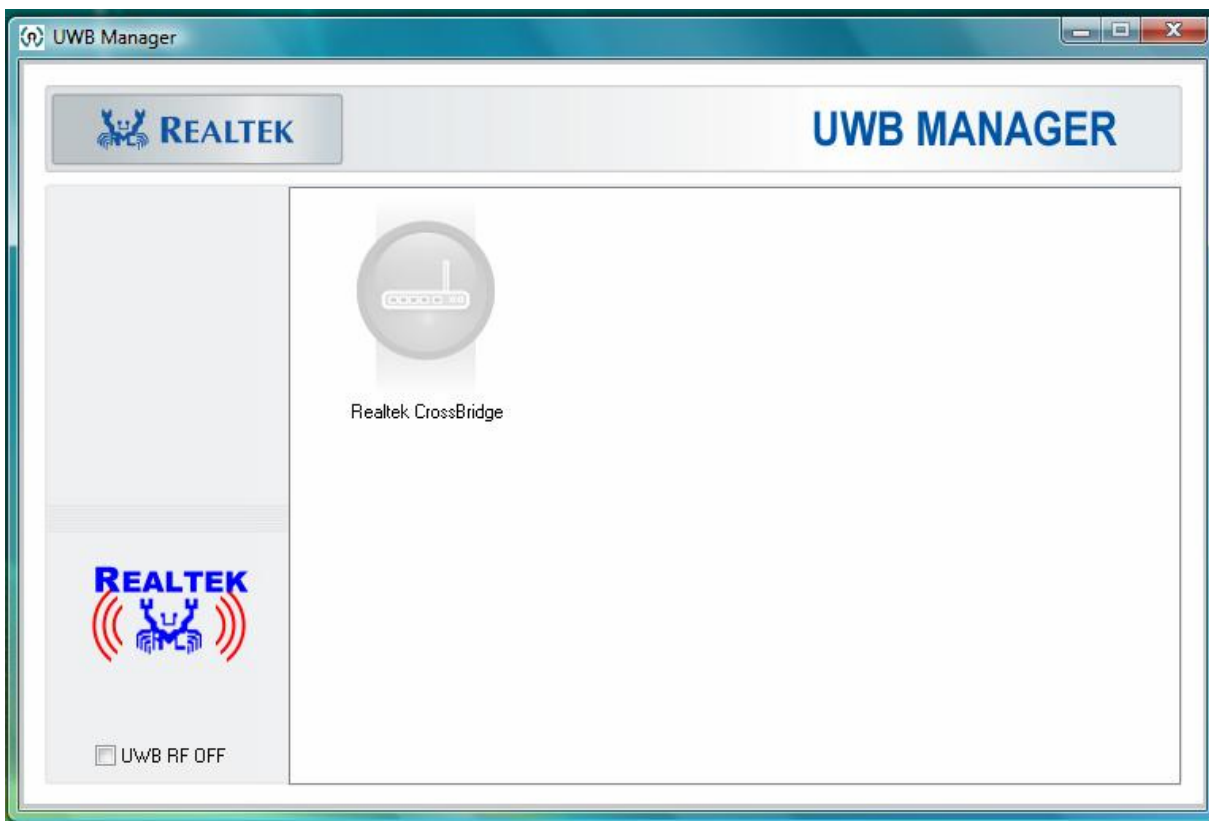 UWB Manager
REALTEK
UWB MANAGER
Realtek CrossBridge
REALTEK
UWB RF OFF